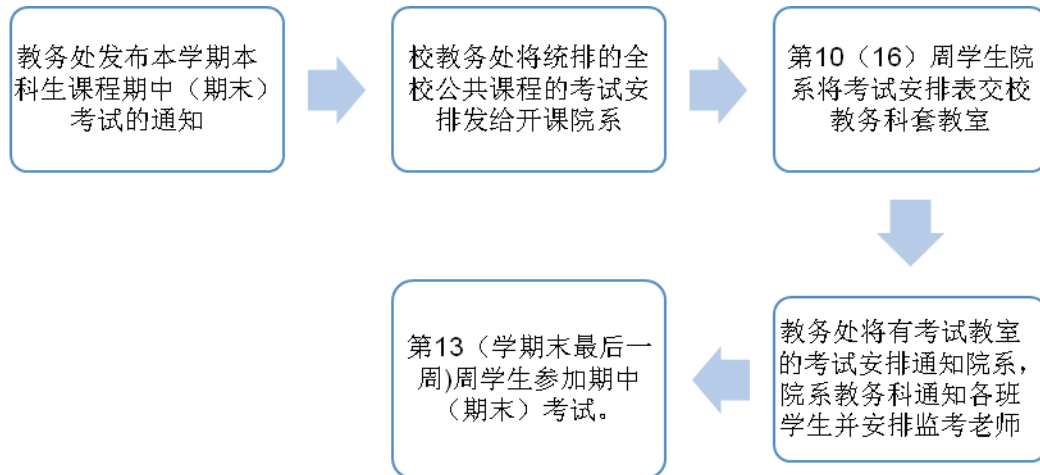 教务处发布本学期本
科生课程期中（期末）
考试的通知
校教务处将统排的全
校公共课程的考试安
排发给开课院系
第10（16）周学生院
系将考试安排表交校
教务科套教室
教务处将有考试教室
的考试安排通知院系，
院系教务科通知各班
学生并安排监考老师
第13（学期末最后一
周)周学生参加期中
（期末）考试。